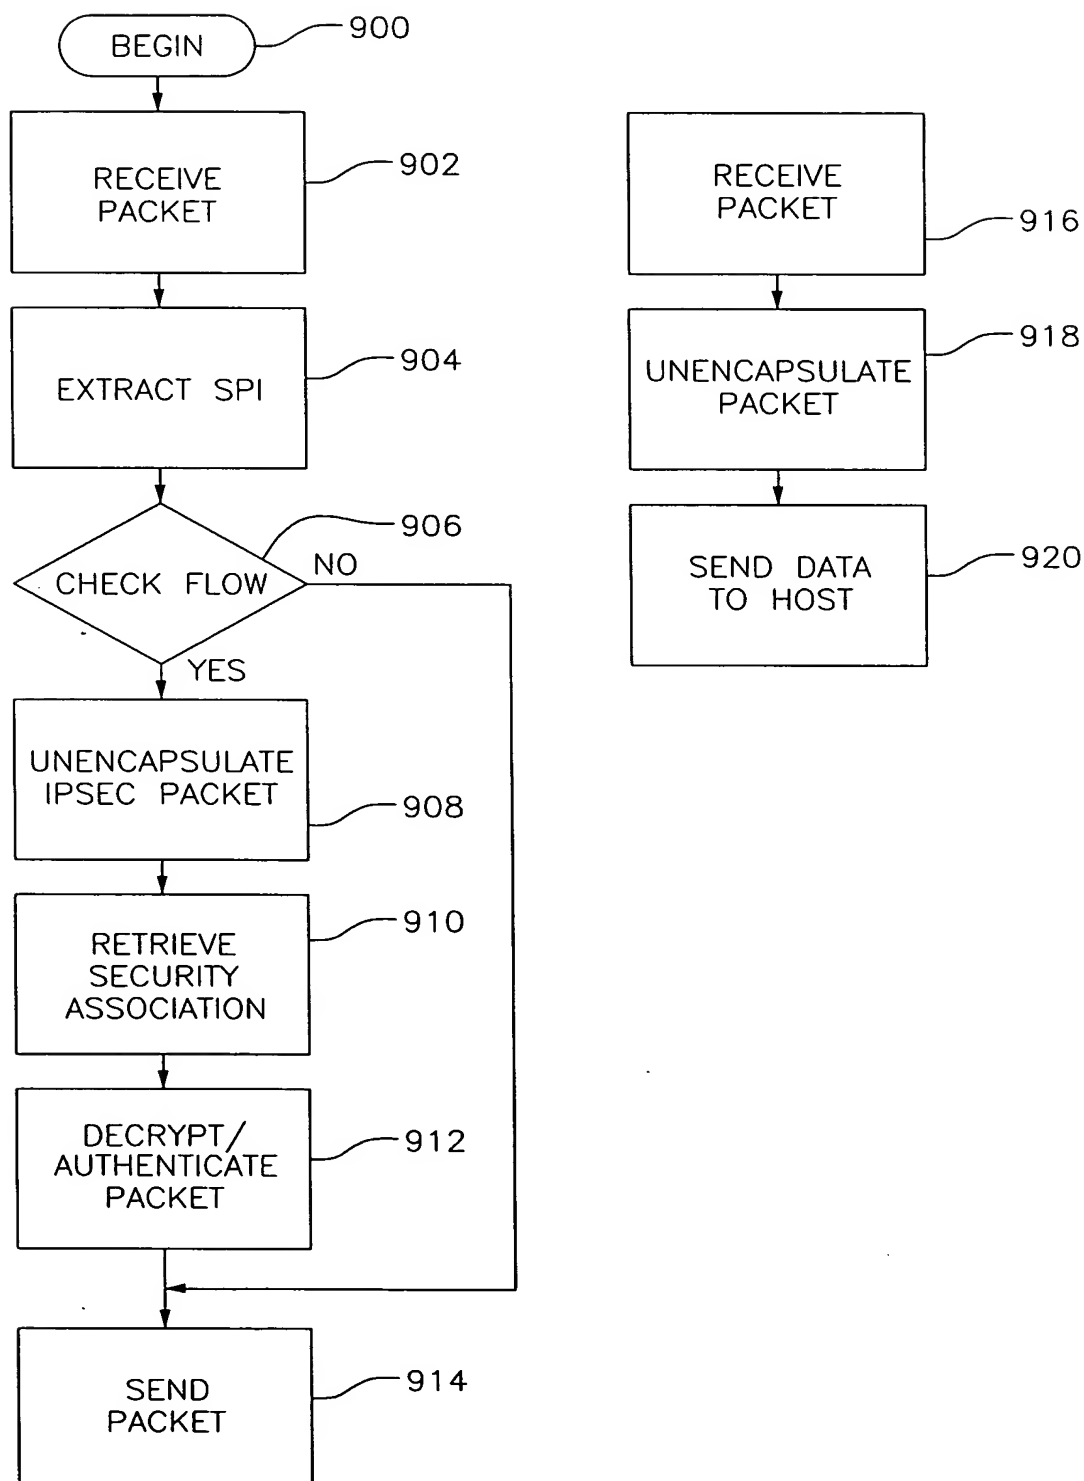 BEGIN
900
RECEIVE
PACKET
902
EXTRACT SPI
904
CHECK FLOW
906
NO
YES
UNENCAPSULATE
IPSEC PACKET
908
RETRIEVE
SECURITY
ASSOCIATION
910
DECRYPT/
AUTHENTICATE
PACKET
912
SEND
PACKET
914
RECEIVE
PACKET
916
UNENCAPSULATE
PACKET
918
SEND DATA
TO HOST
920